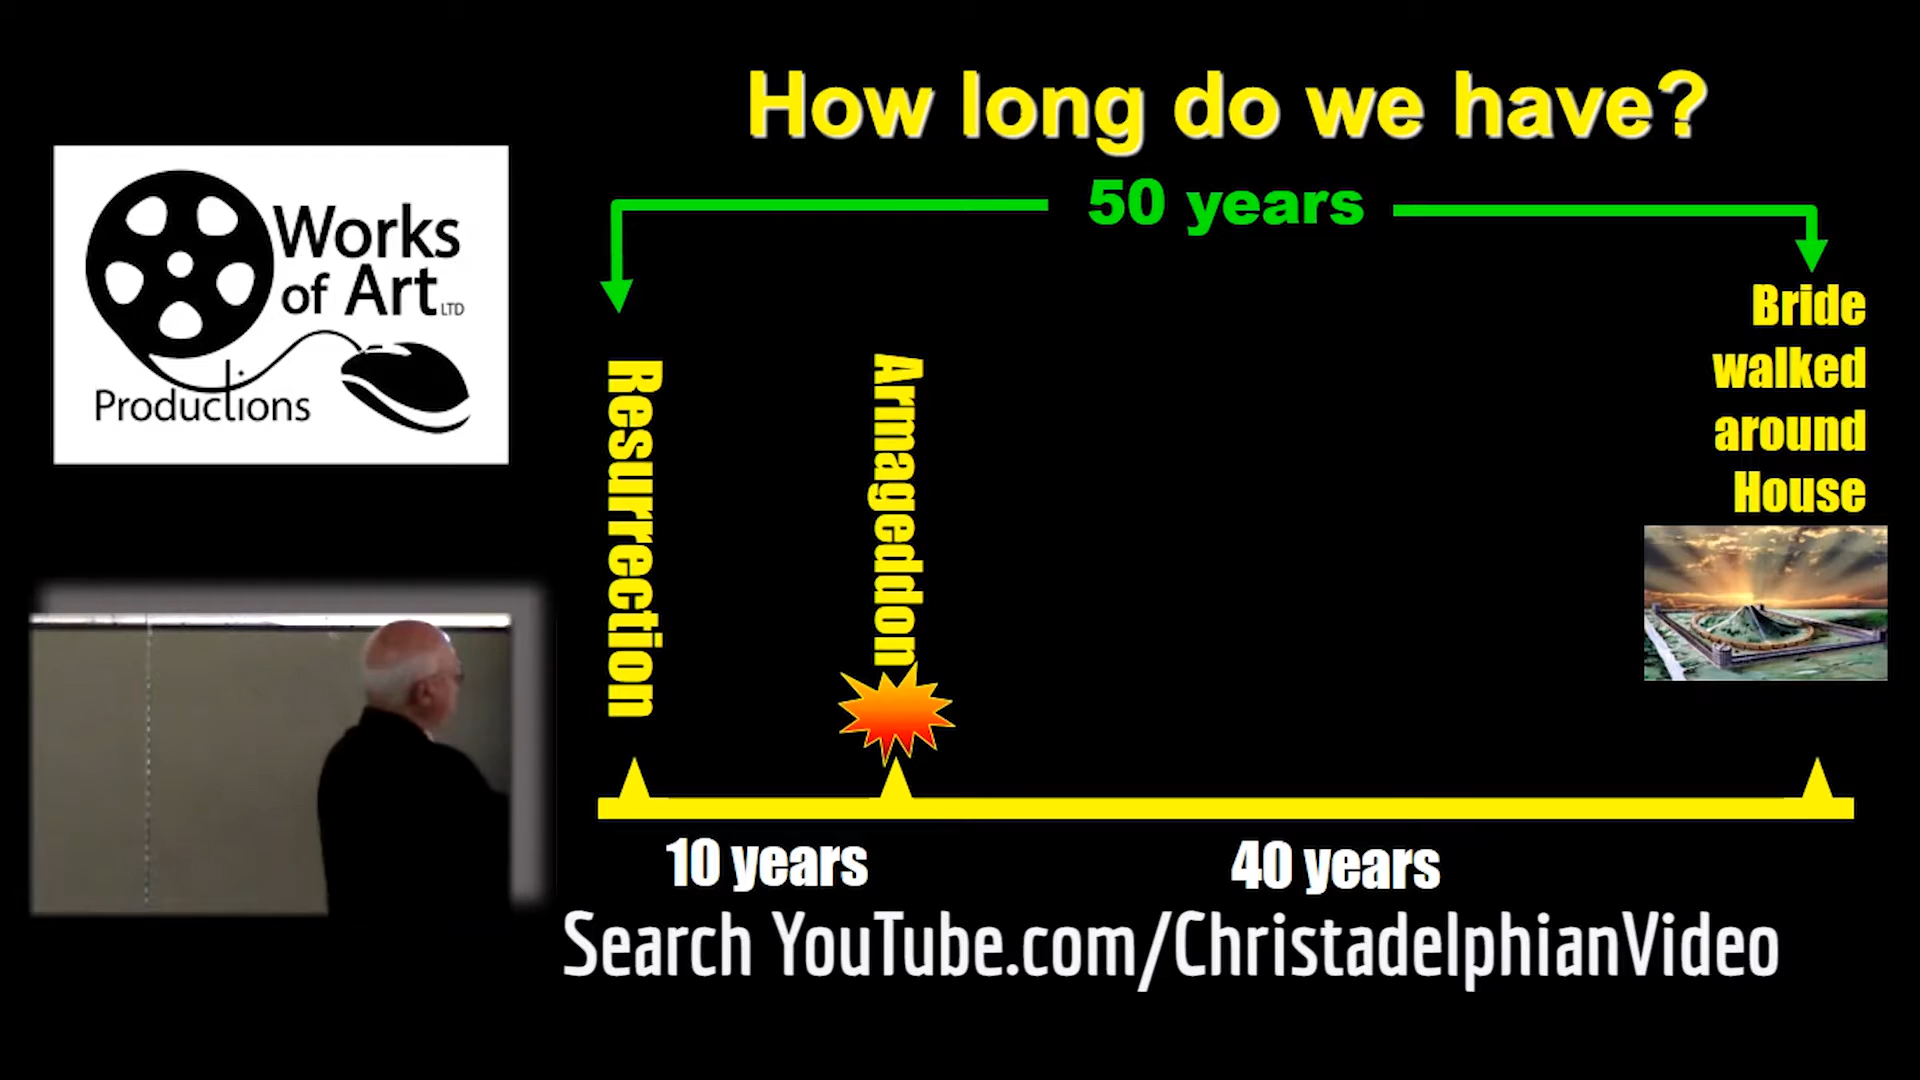 How long do we have?
50 years
Works
of Art LTD
Productions
Resurrection
Armageddon
Bride
walked
around
House
10 years
40 years
Search YouTube.com/ChristadelphianVideo